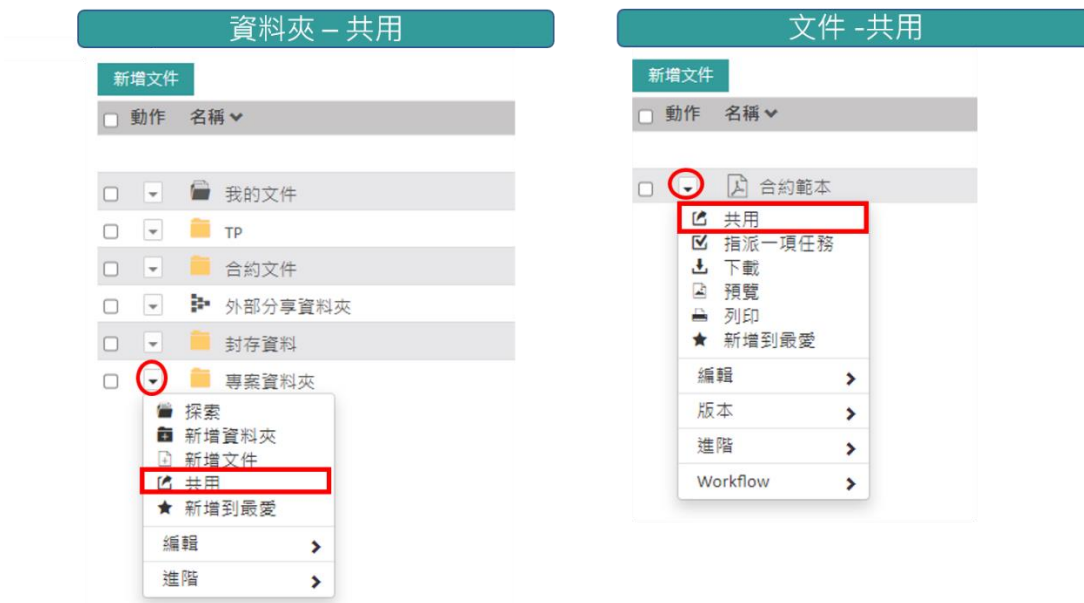 資料夾 – 共用
新增文件
動作 名稱
我的文件
TP
合約文件
外部分享資料夾
封存資料
專案資料夾
探索
新增資料夾
新增文件
共用
新增到最愛
編輯
進階
文件 -共用
新增文件
動作 名稱
合約範本
共用
指派一項任務
下載
預覽
列印
新增到最愛
編輯
版本
進階
Workflow